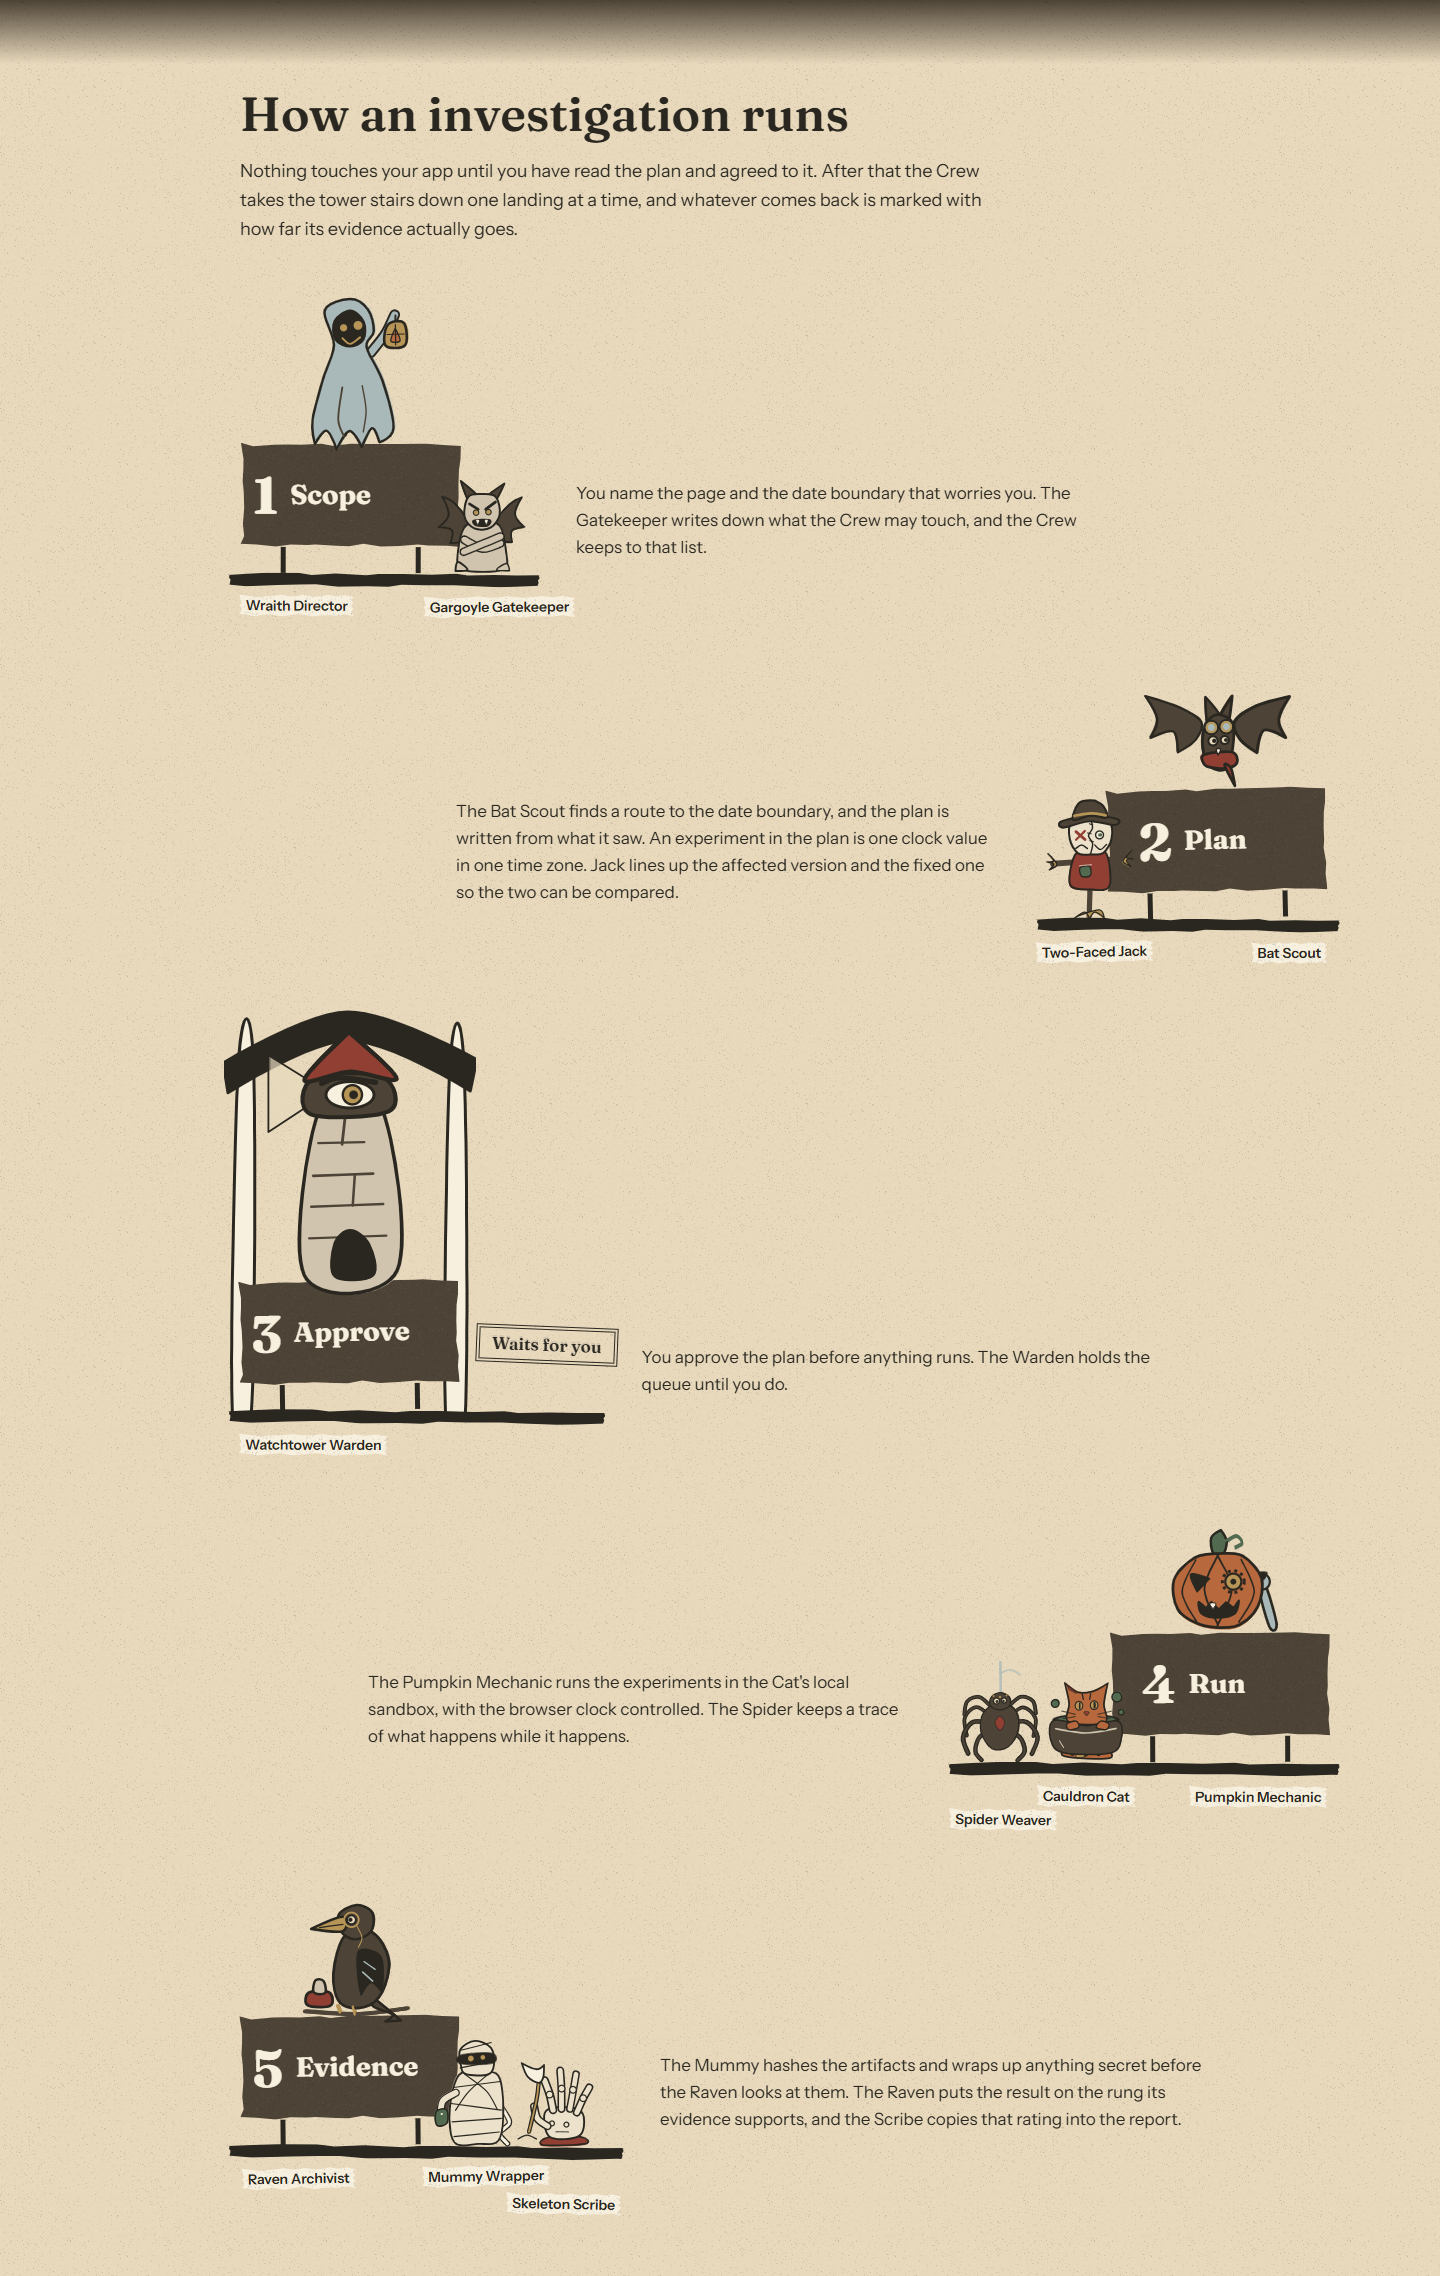 How an investigation runs
Nothing touches your app until you have read the plan and agreed to it. After that the Crew
takes the tower stairs down one landing at a time, and whatever comes back is marked with
how far its evidence actually goes.
1 Scope
You name the page and the date boundary that worries you. The
Gatekeeper writes down what the Crew may touch, and the Crew
keeps to that list.
Wraith Director
Gargoyle Gatekeeper
The Bat Scout finds a route to the date boundary, and the plan is
written from what it saw. An experiment in the plan is one clock value
in one time zone. Jack lines up the affected version and the fixed one
so the two can be compared.
2 Plan
Two-Faced Jack
Bat Scout
3 Approve
Waits for you
You approve the plan before anything runs. The Warden holds the
queue until you do.
Watchtower Warden
The Pumpkin Mechanic runs the experiments in the Cat's local
sandbox, with the browser clock controlled. The Spider keeps a trace
of what happens while it happens.
4 Run
Cauldron Cat
Pumpkin Mechanic
Spider Weaver
5 Evidence
The Mummy hashes the artifacts and wraps up anything secret before
the Raven looks at them. The Raven puts the result on the rung its
evidence supports, and the Scribe copies that rating into the report.
Raven Archivist
Mummy Wrapper
Skeleton Scribe